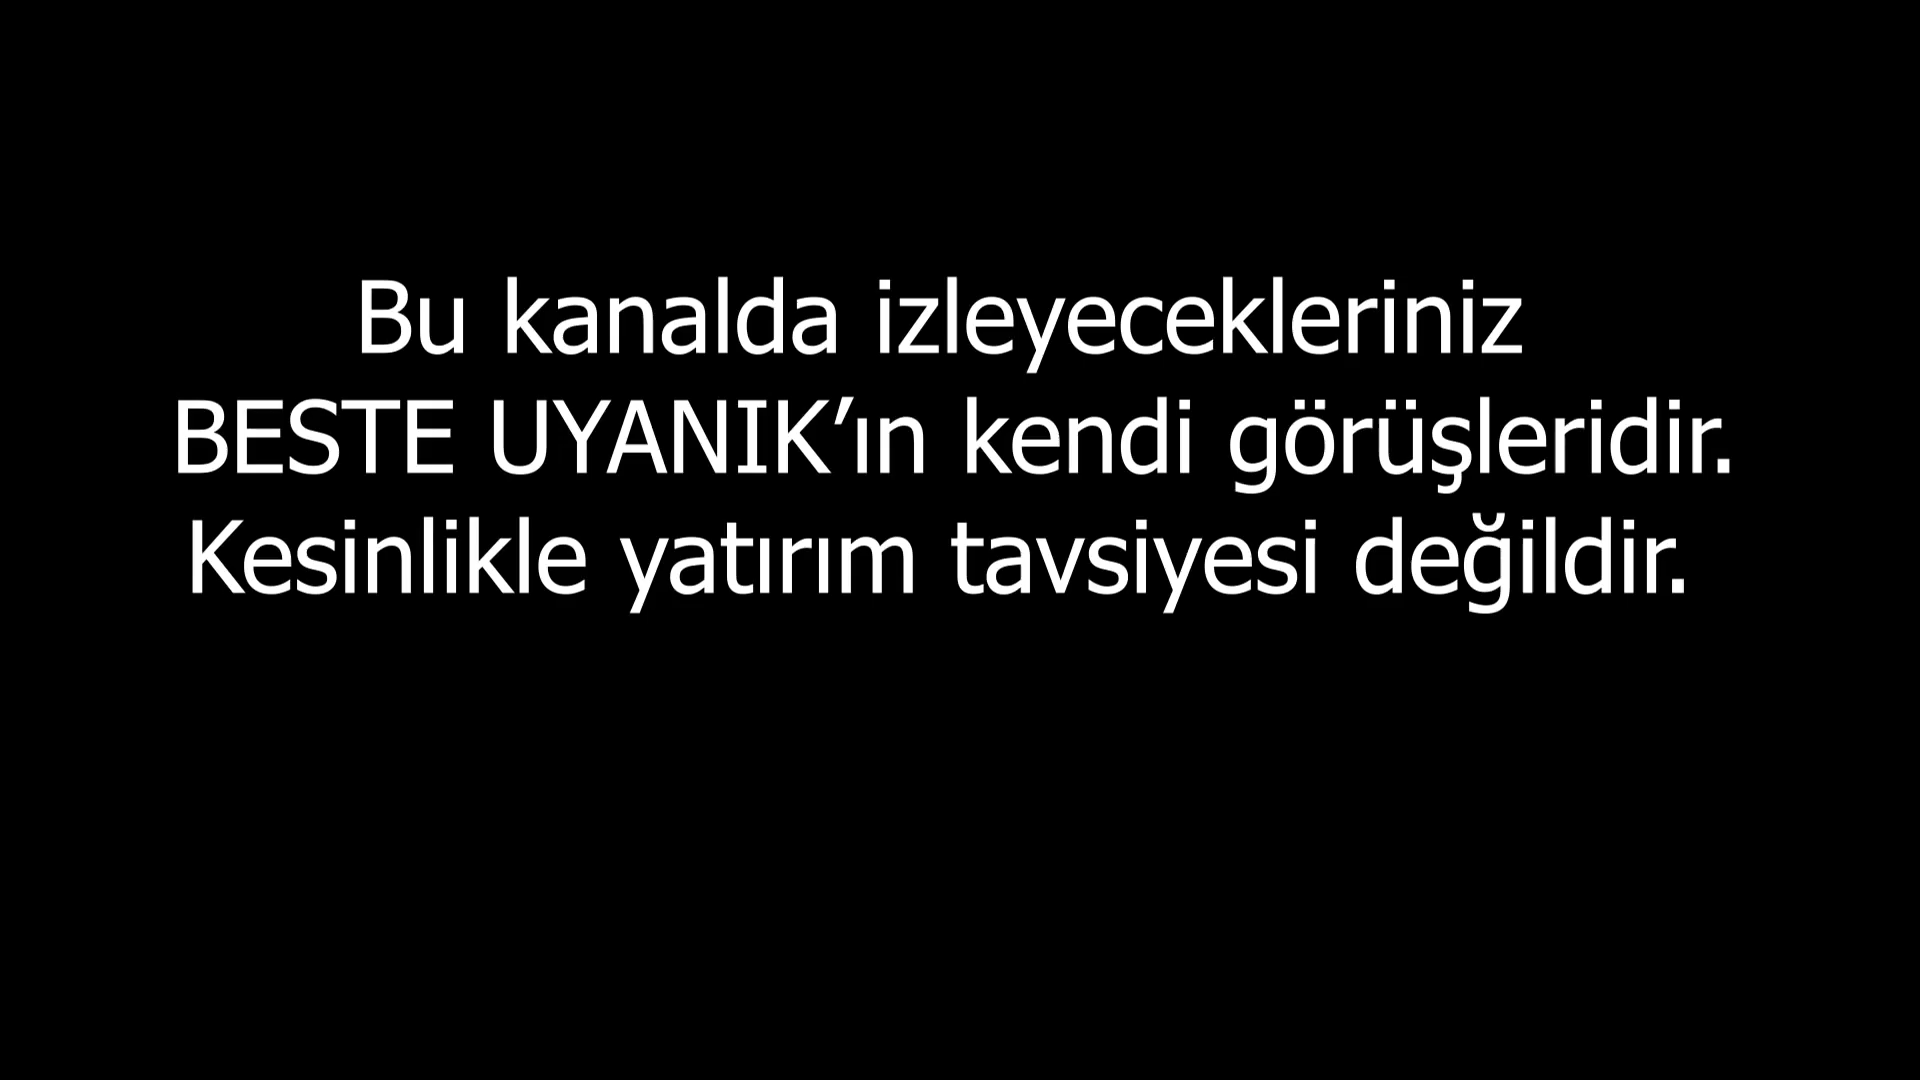 Bu kanalda izleyecekleriniz
BESTE UYANIK’ın kendi görüşleridir.
Kesinlikle yatırım tavsiyesi değildir.